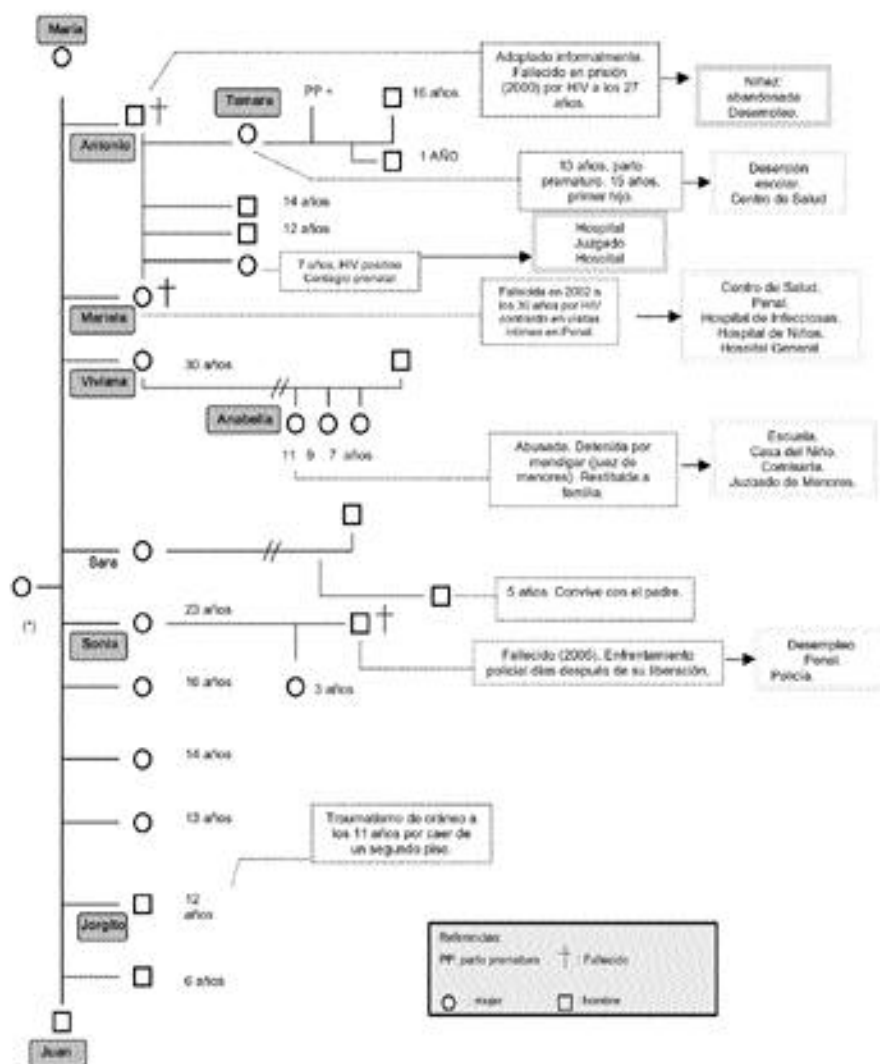 María
Adoptado informalmente.
Fallecido en prisión
(2000) por HIV a los 27
años.
Niñez:
abandonada
Desempleo.
Tamara
PP +
16 años
Antonio
1 AÑO
13 años, parto
prematuro. 15 años,
primer hijo.
Deserción
escolar.
Centro de Salud
14 años
12 años
Hospital
Juzgado
Hospital
7 años, HIV positivo
Contagio prenatal
Fallecida en 2002 a
los 30 años por HIV
contraído en visitas
íntimas en Penal.
Centro de Salud.
Penal.
Hospital de Infecciosas.
Hospital de Niños.
Hospital General
Mariela
Viviana
30 años
Anabella
11 9 7 años
Abusada. Detenida por
mendigar (juez de
menores). Restituida a
familia.
Escuela.
Casa del Niño.
Comisaría.
Juzgado de Menores.
Sara
5 años. Convive con el padre.
(*)
23 años
Sonia
Fallecido (2005). Enfrentamiento
policial días después de su liberación.
Desempleo
Penal.
Policía.
16 años
3 años
14 años
13 años
Traumatismo de cráneo a
los 11 años por caer de
un segundo piso.
12
años
Jorgito
Referencias:
PP: parto prematuro
: Fallecido
mujer
hombre
6 años
Juan